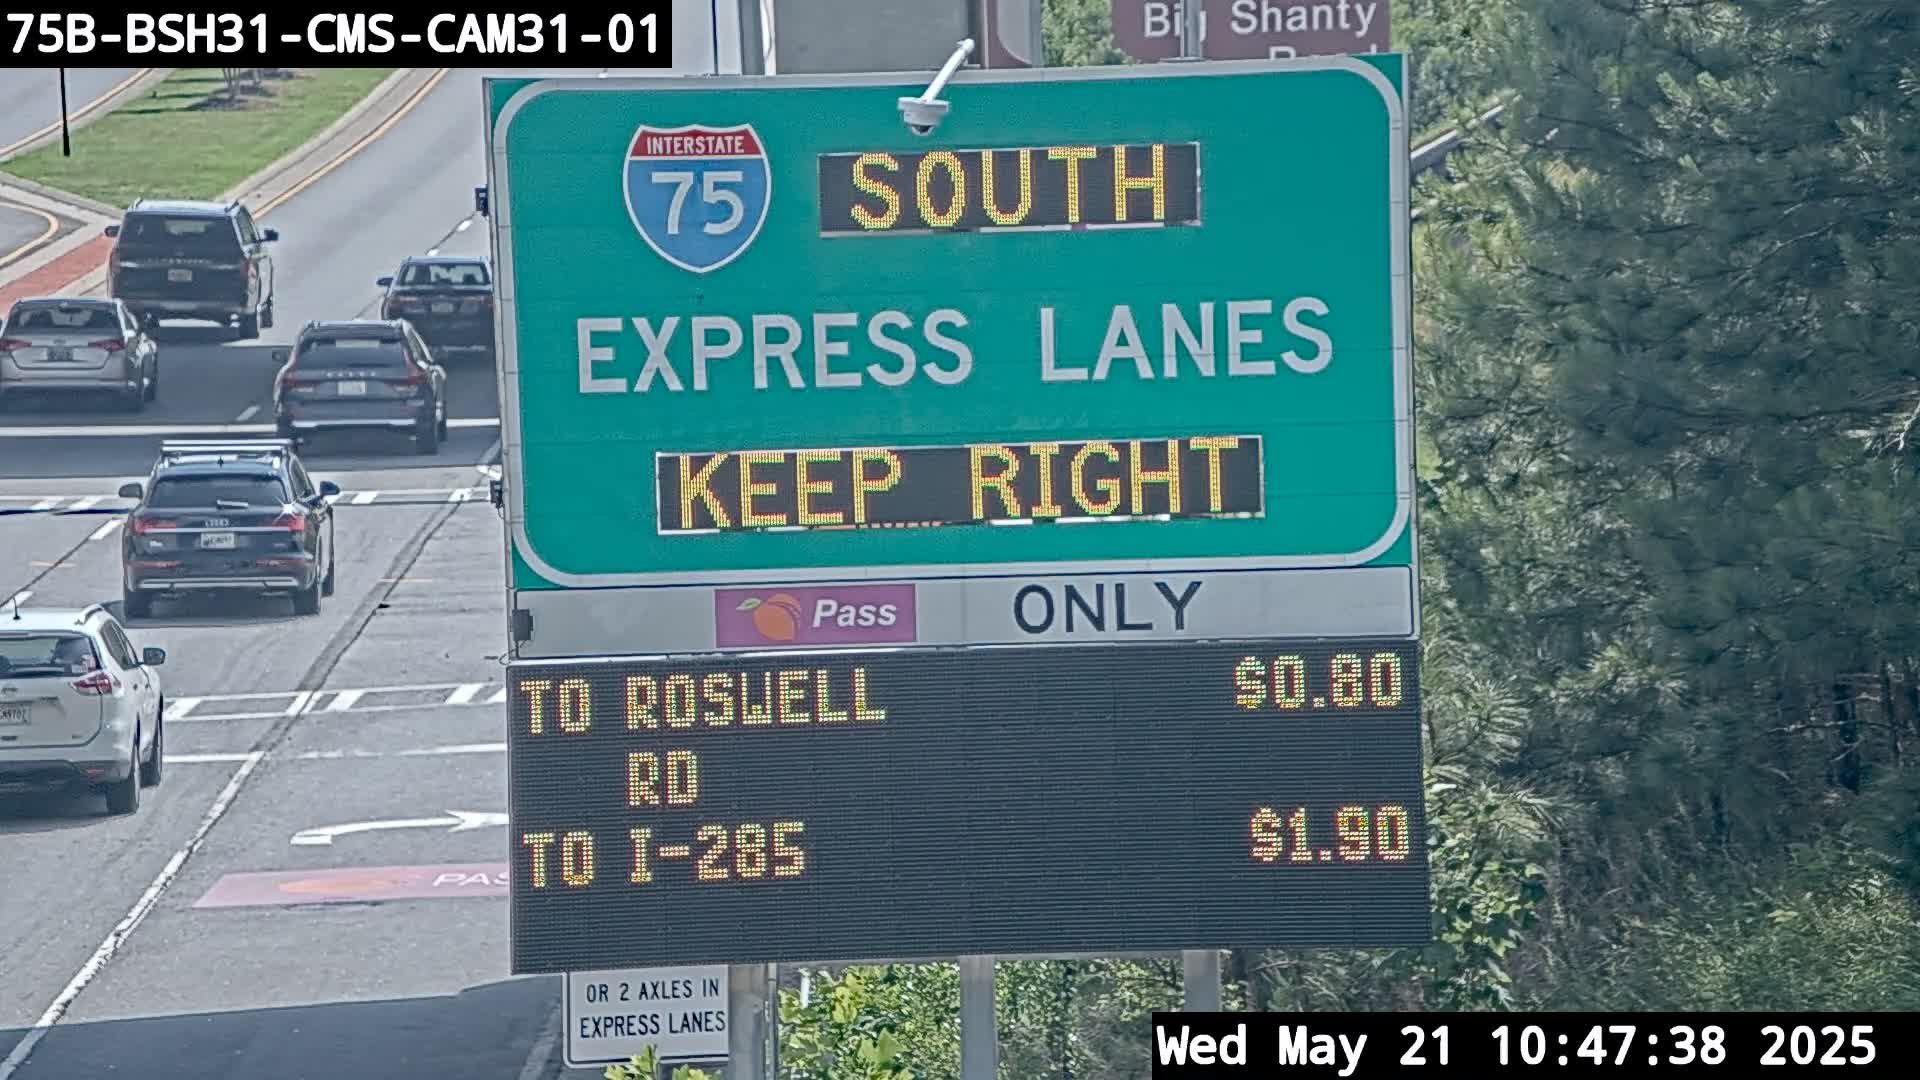 75B-BSH31-CMS-CAM31-01
Big Shanty
Road
INTERSTATE
75
SOUTH
EXPRESS LANES
KEEP RIGHT
Pass
ONLY
TO ROSWELL $0.80
RD
TO I-285 $1.90
OR 2 AXLES IN
EXPRESS LANES
Wed May 21 10:47:38 2025